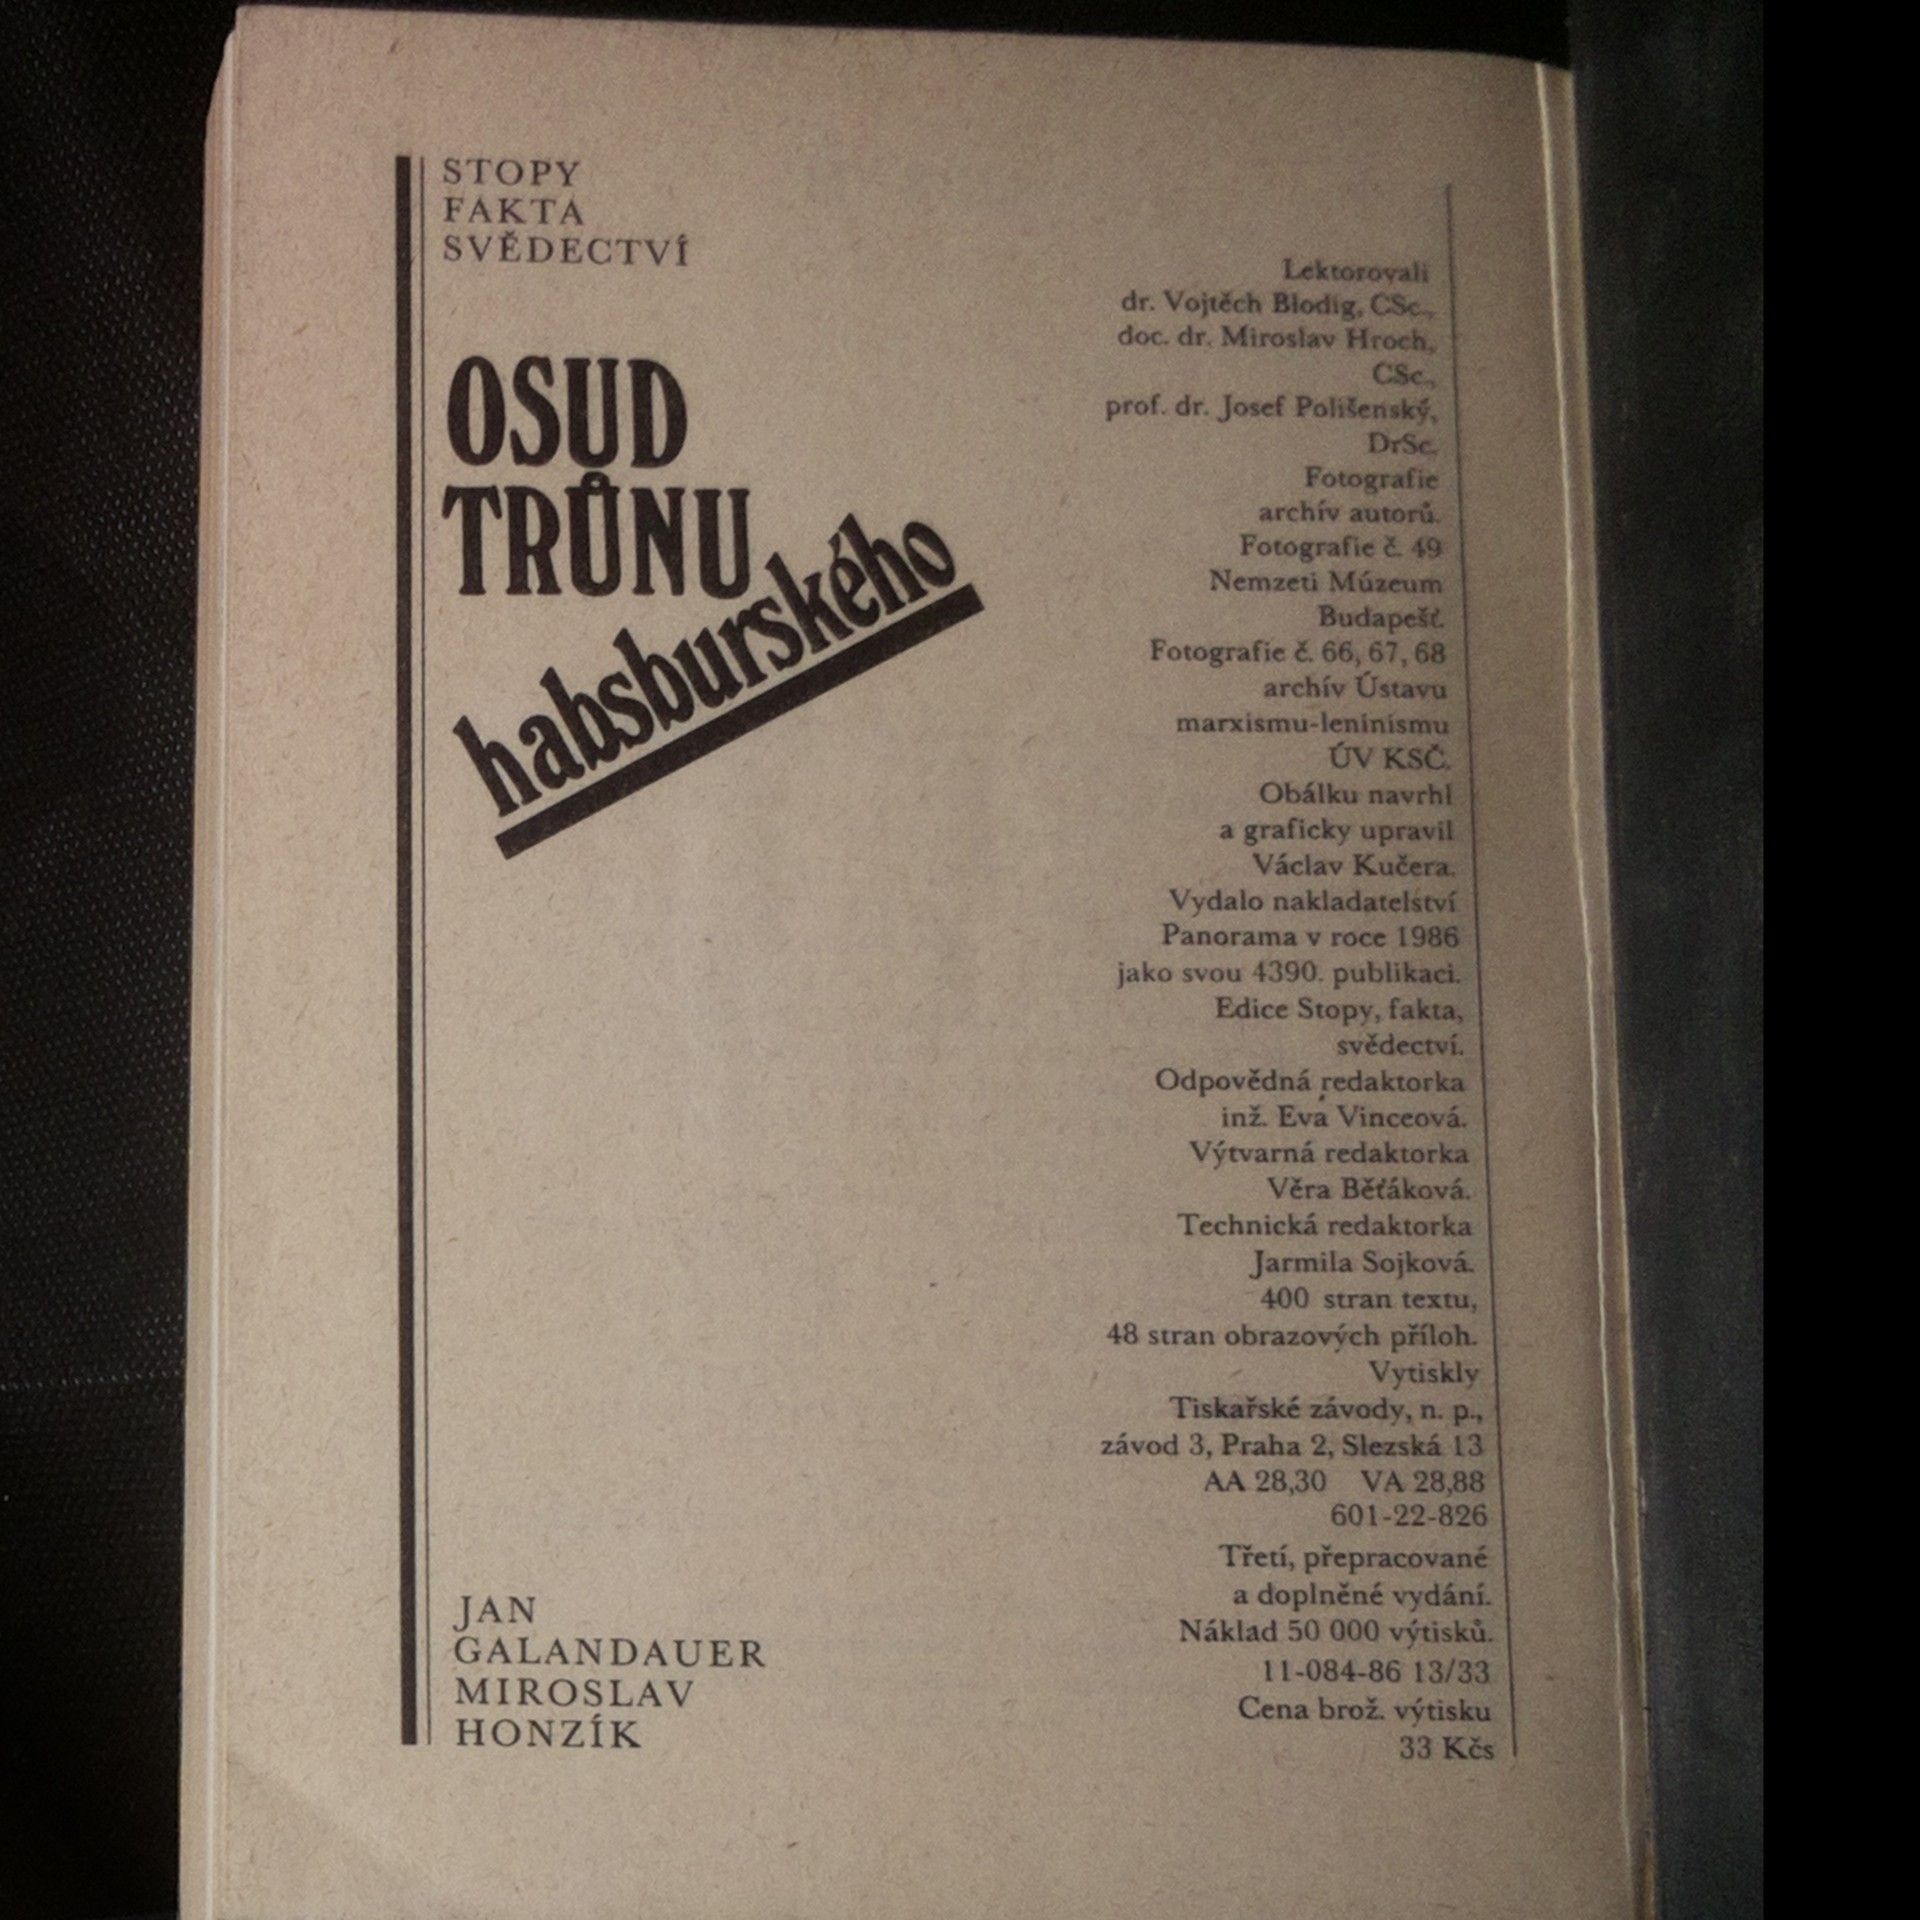 STOPY
FAKTA
SVĚDECTVÍ
OSUD
TRŮNU
habsburského
JAN
GALANDAUER
MIROSLAV
HONZÍK
Lektorovali
dr. Vojtěch Blodig, CSc.,
doc. dr. Miroslav Hroch,
CSc.,
prof. dr. Josef Polišenský,
DrSc.
Fotografie
archív autorů.
Fotografie č. 49
Nemzeti Múzeum
Budapešť.
Fotografie č. 66, 67, 68
archív Ústavu
marxismu-leninismu
ÚV KSČ.
Obálku navrhl
a graficky upravil
Václav Kučera.
Vydalo nakladatelství
Panorama v roce 1986
jako svou 4390. publikaci.
Edice Stopy, fakta,
svědectví.
Odpovědná redaktorka
inž. Eva Vinceová.
Výtvarná redaktorka
Věra Běťáková.
Technická redaktorka
Jarmila Sojková.
400 stran textu,
48 stran obrazových příloh.
Vytiskly
Tiskařské závody, n. p.,
závod 3, Praha 2, Slezská 13
AA 28,30 VA 28,88
601-22-826
Třetí, přepracované
a doplněné vydání.
Náklad 50 000 výtisků.
11-084-86 13/33
Cena brož. výtisku
33 Kčs